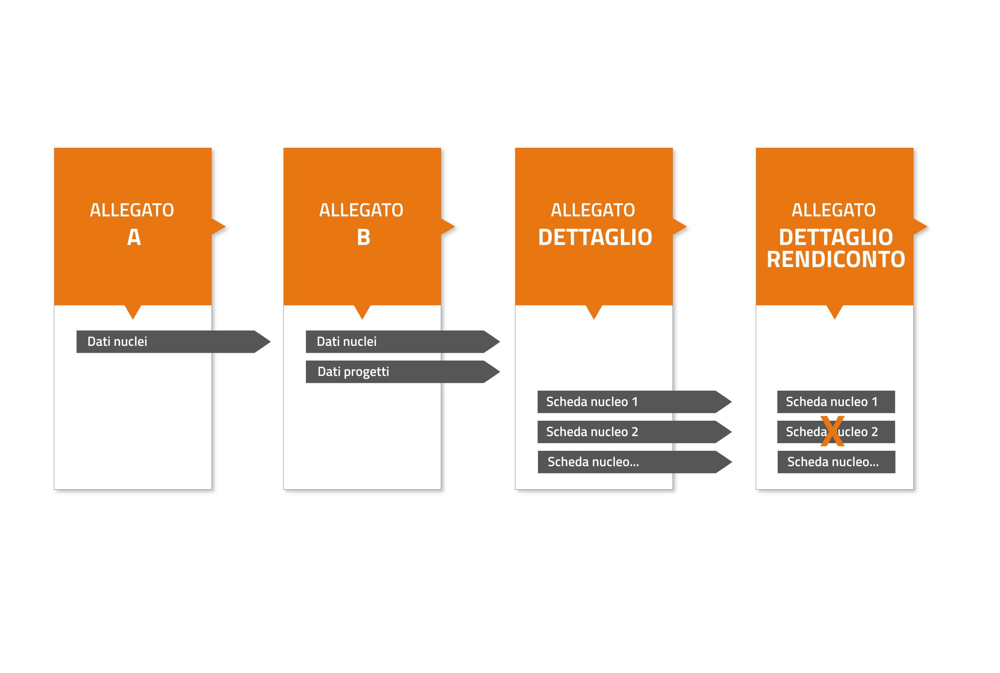 ALLEGATO
A
Dati nuclei
ALLEGATO
B
Dati nuclei
Dati progetti
ALLEGATO
DETTAGLIO
Scheda nucleo 1
Scheda nucleo 2
Scheda nucleo...
ALLEGATO
DETTAGLIO
RENDICONTO
Scheda nucleo 1
Scheda nucleo 2
X
Scheda nucleo...